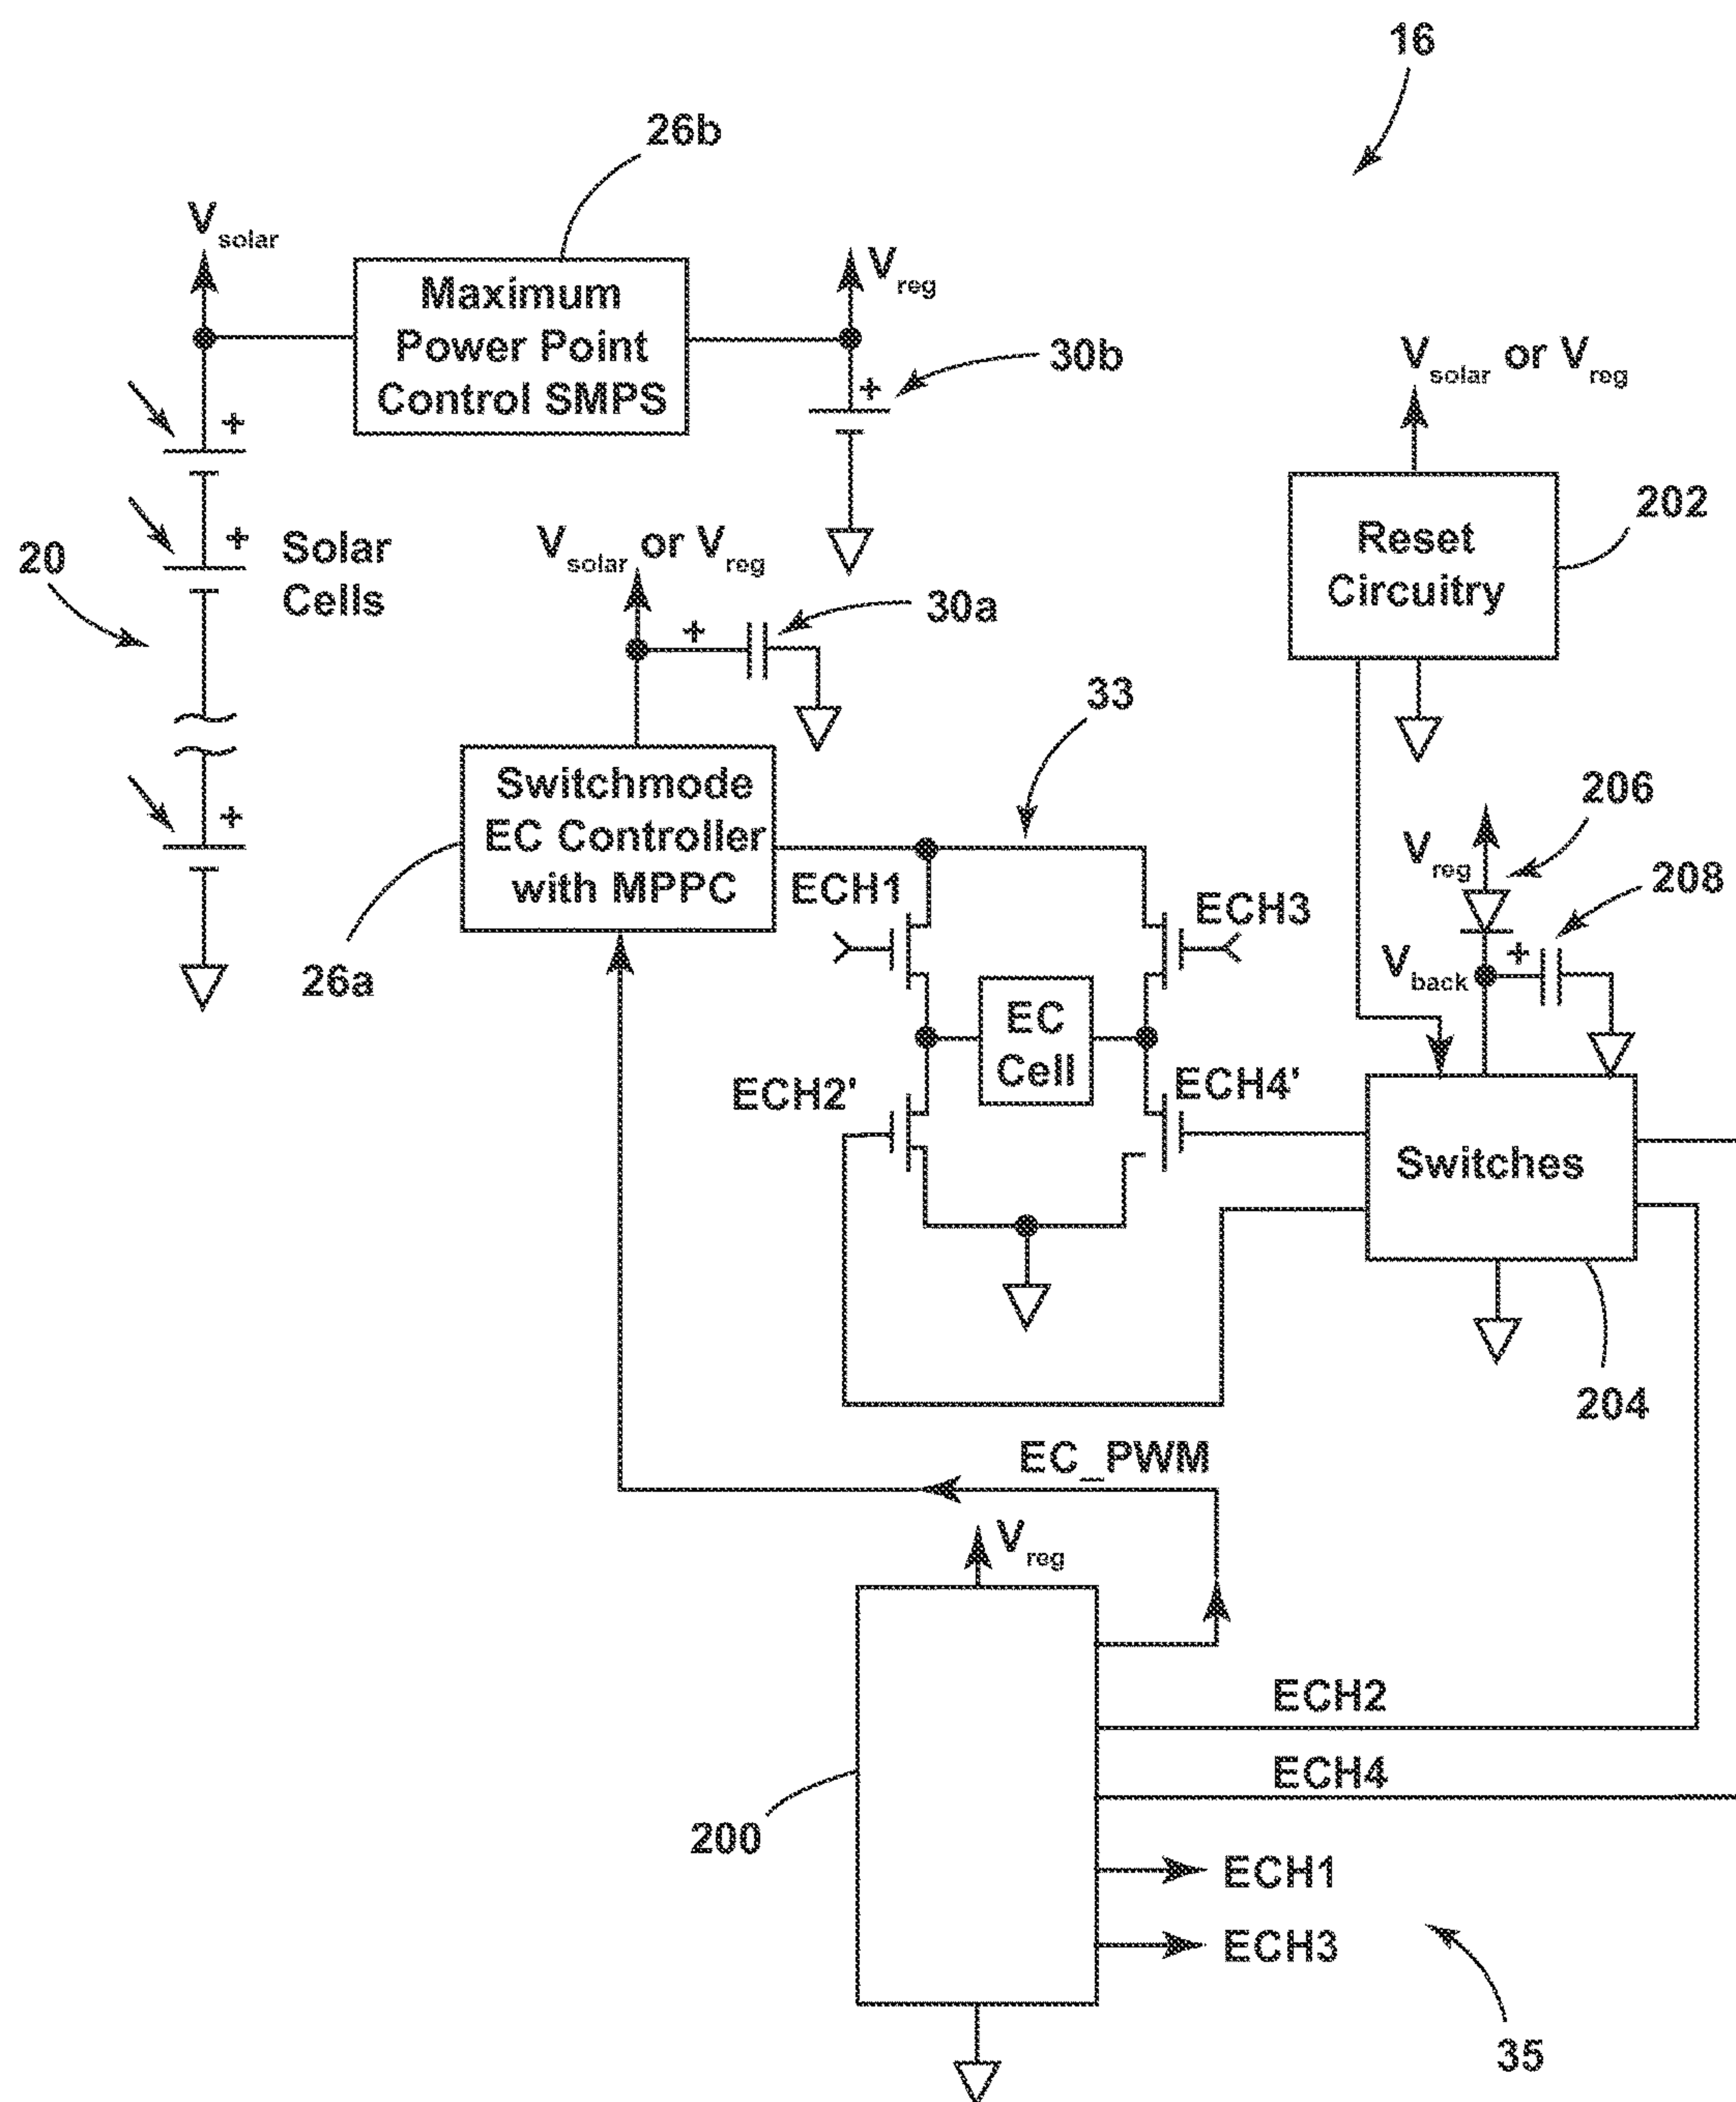 16
26b
Vsolar
Maximum
Power Point
Control SMPS
Vreg
+
30b
Vsolar or Vreg
+
+
20
Solar
Cells
Vsolar or Vreg
+
30a
Reset
Circuitry
202
33
+
Switchmode
EC Controller
with MPPC
26a
ECH1
ECH3
Vreg
206
208
Vback
+
EC
Cell
ECH2'
ECH4'
Switches
204
EC_PWM
Vreg
ECH2
ECH4
200
ECH1
ECH3
35